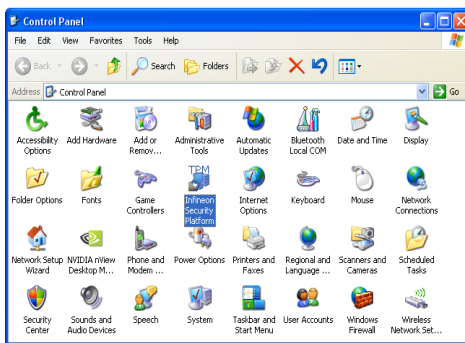 Control Panel
File Edit View Favorites Tools Help
Back Search Folders
Address Control Panel Go
Accessibility Options
Add Hardware
Add or Remov...
Administrative Tools
Automatic Updates
Bluetooth Local COM
Date and Time
Display
Folder Options
Fonts
Game Controllers
TPM
Infineon Security Platform
Internet Options
Keyboard
Mouse
Network Connections
Network Setup Wizard
NVIDIA nView Desktop M...
Phone and Modem ...
Power Options
Printers and Faxes
Regional and Language ...
Scanners and Cameras
Scheduled Tasks
Security Center
Sounds and Audio Devices
Speech
System
Taskbar and Start Menu
User Accounts
Windows Firewall
Wireless Network Set...